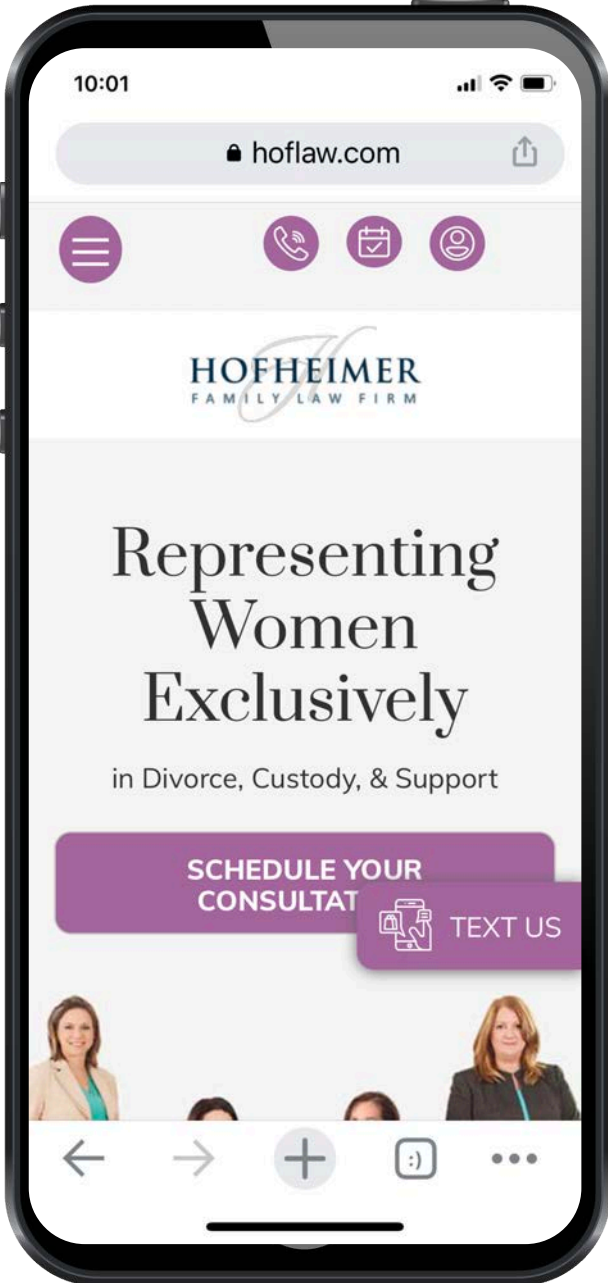 10:01
hoflaw.com
HOFHEIMER
FAMILY LAW FIRM
Representing
Women
Exclusively
in Divorce, Custody, & Support
SCHEDULE YOUR
CONSULTAT
TEXT US
:)